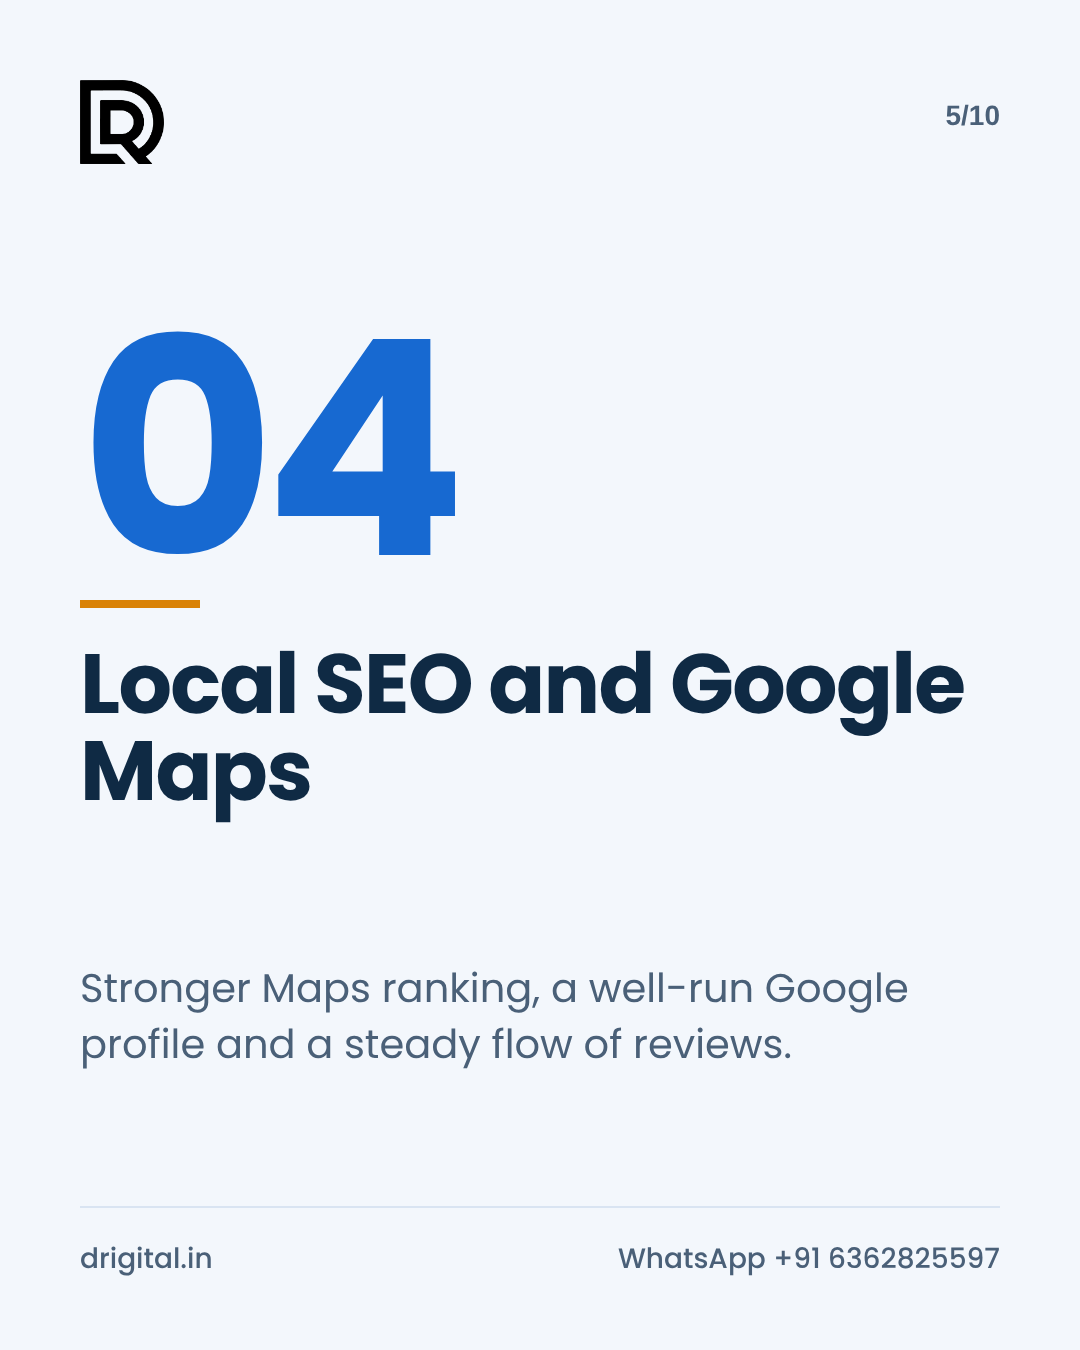 5/10
04
Local SEO and Google
Maps
Stronger Maps ranking, a well-run Google
profile and a steady flow of reviews.
drigital.in
WhatsApp +91 6362825597